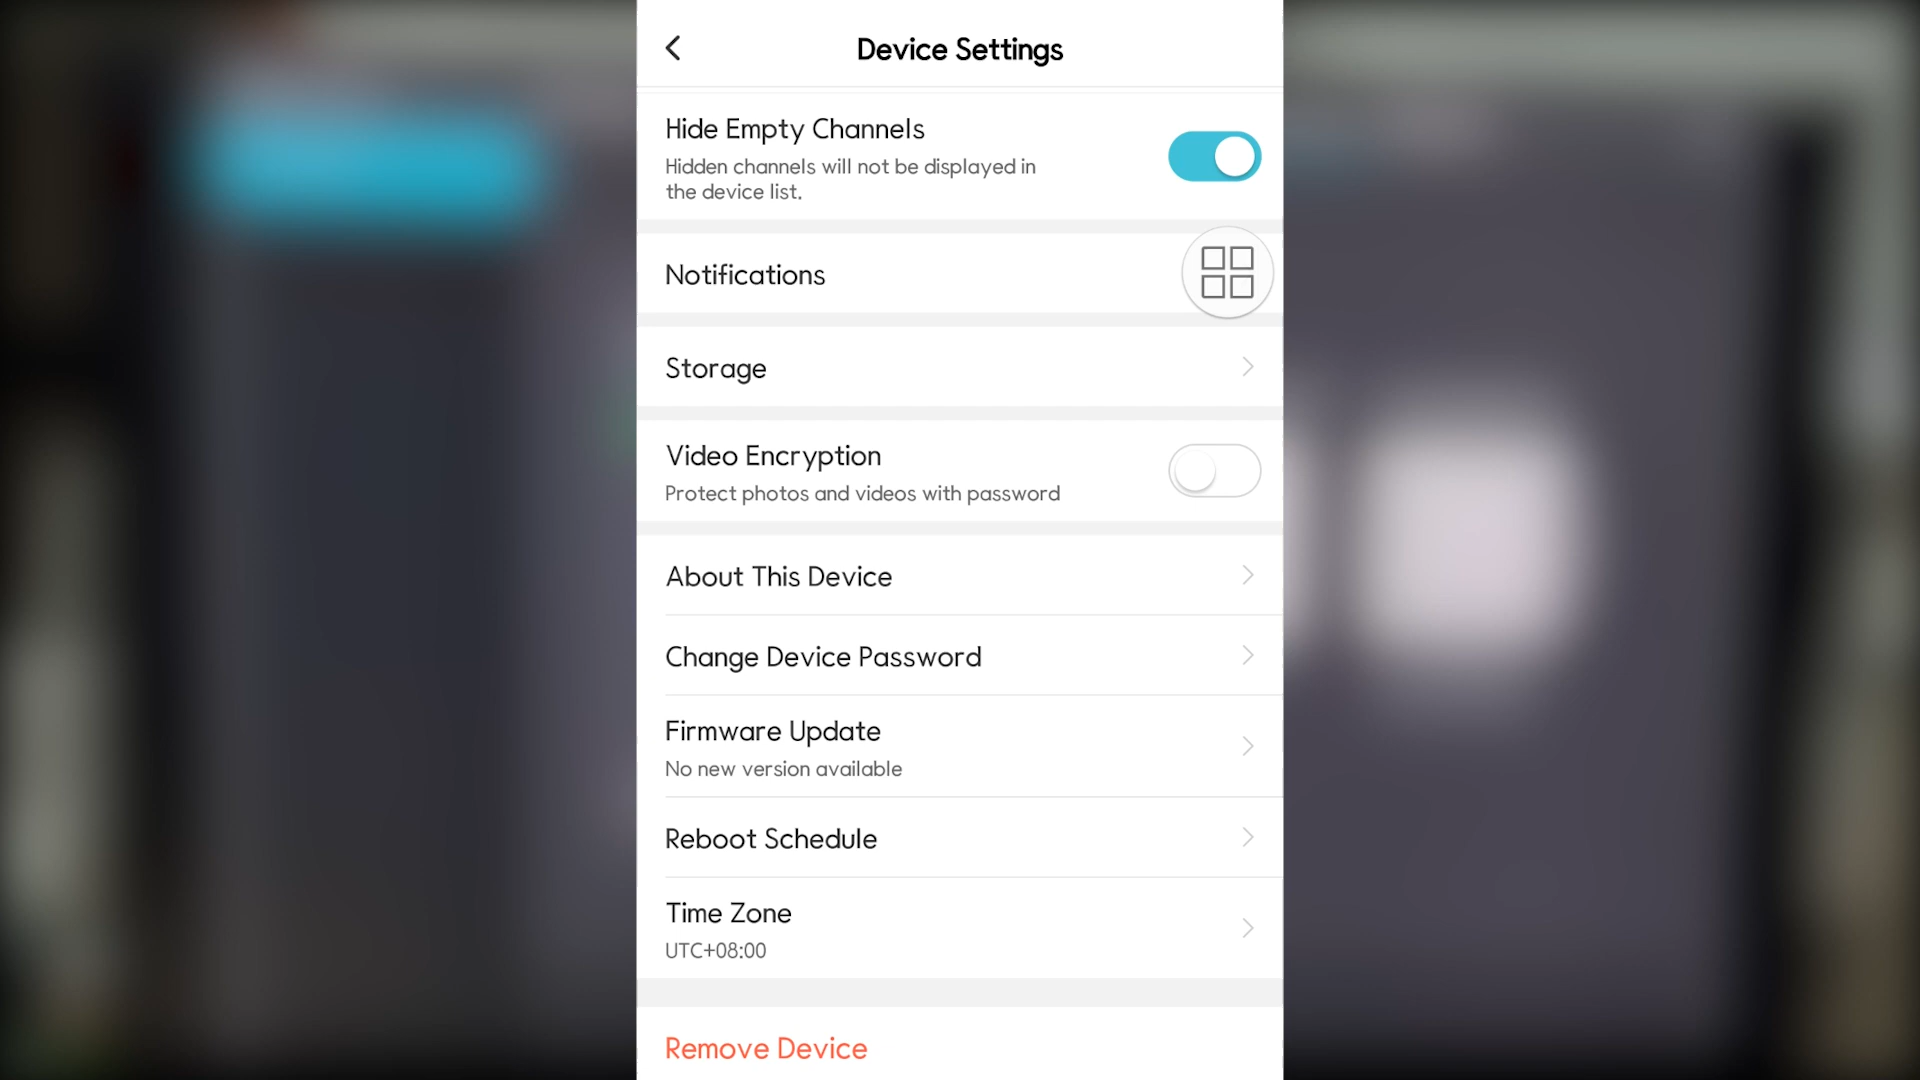 Device Settings
Hide Empty Channels
Hidden channels will not be displayed in
the device list.
Notifications
Storage
Video Encryption
Protect photos and videos with password
About This Device
Change Device Password
Firmware Update
No new version available
Reboot Schedule
Time Zone
UTC+08:00
Remove Device